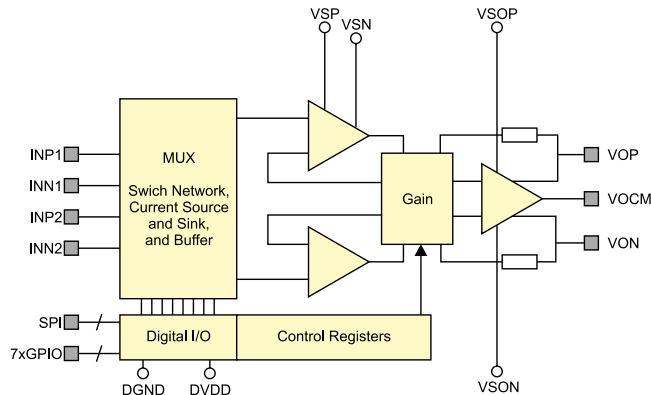 VSP
VSN
VSOP
INP1
INN1
INP2
INN2
MUX
Swich Network,
Current Source
and Sink,
and Buffer
Gain
VOP
VOCM
VON
SPI
7xGPIO
Digital I/O
Control Registers
DGND
DVDD
VSON